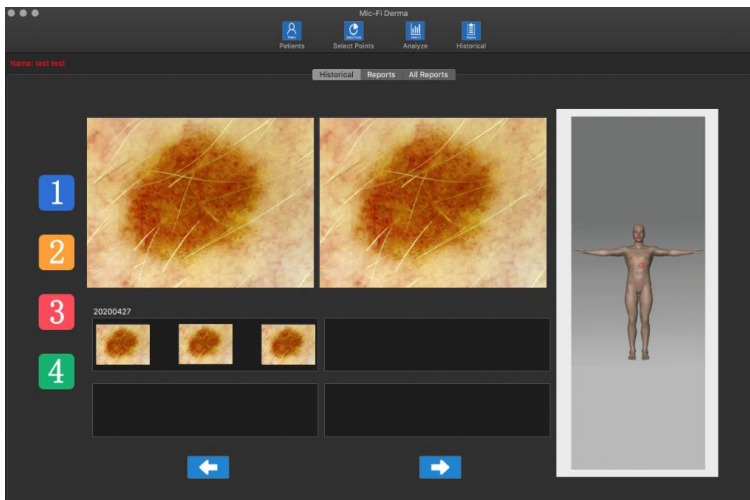 Mic-Fi Derma
Patients
Select Points
Analyze
Historical
Name: test test
Historical
Reports
All Reports
1
2
3
4
20200427